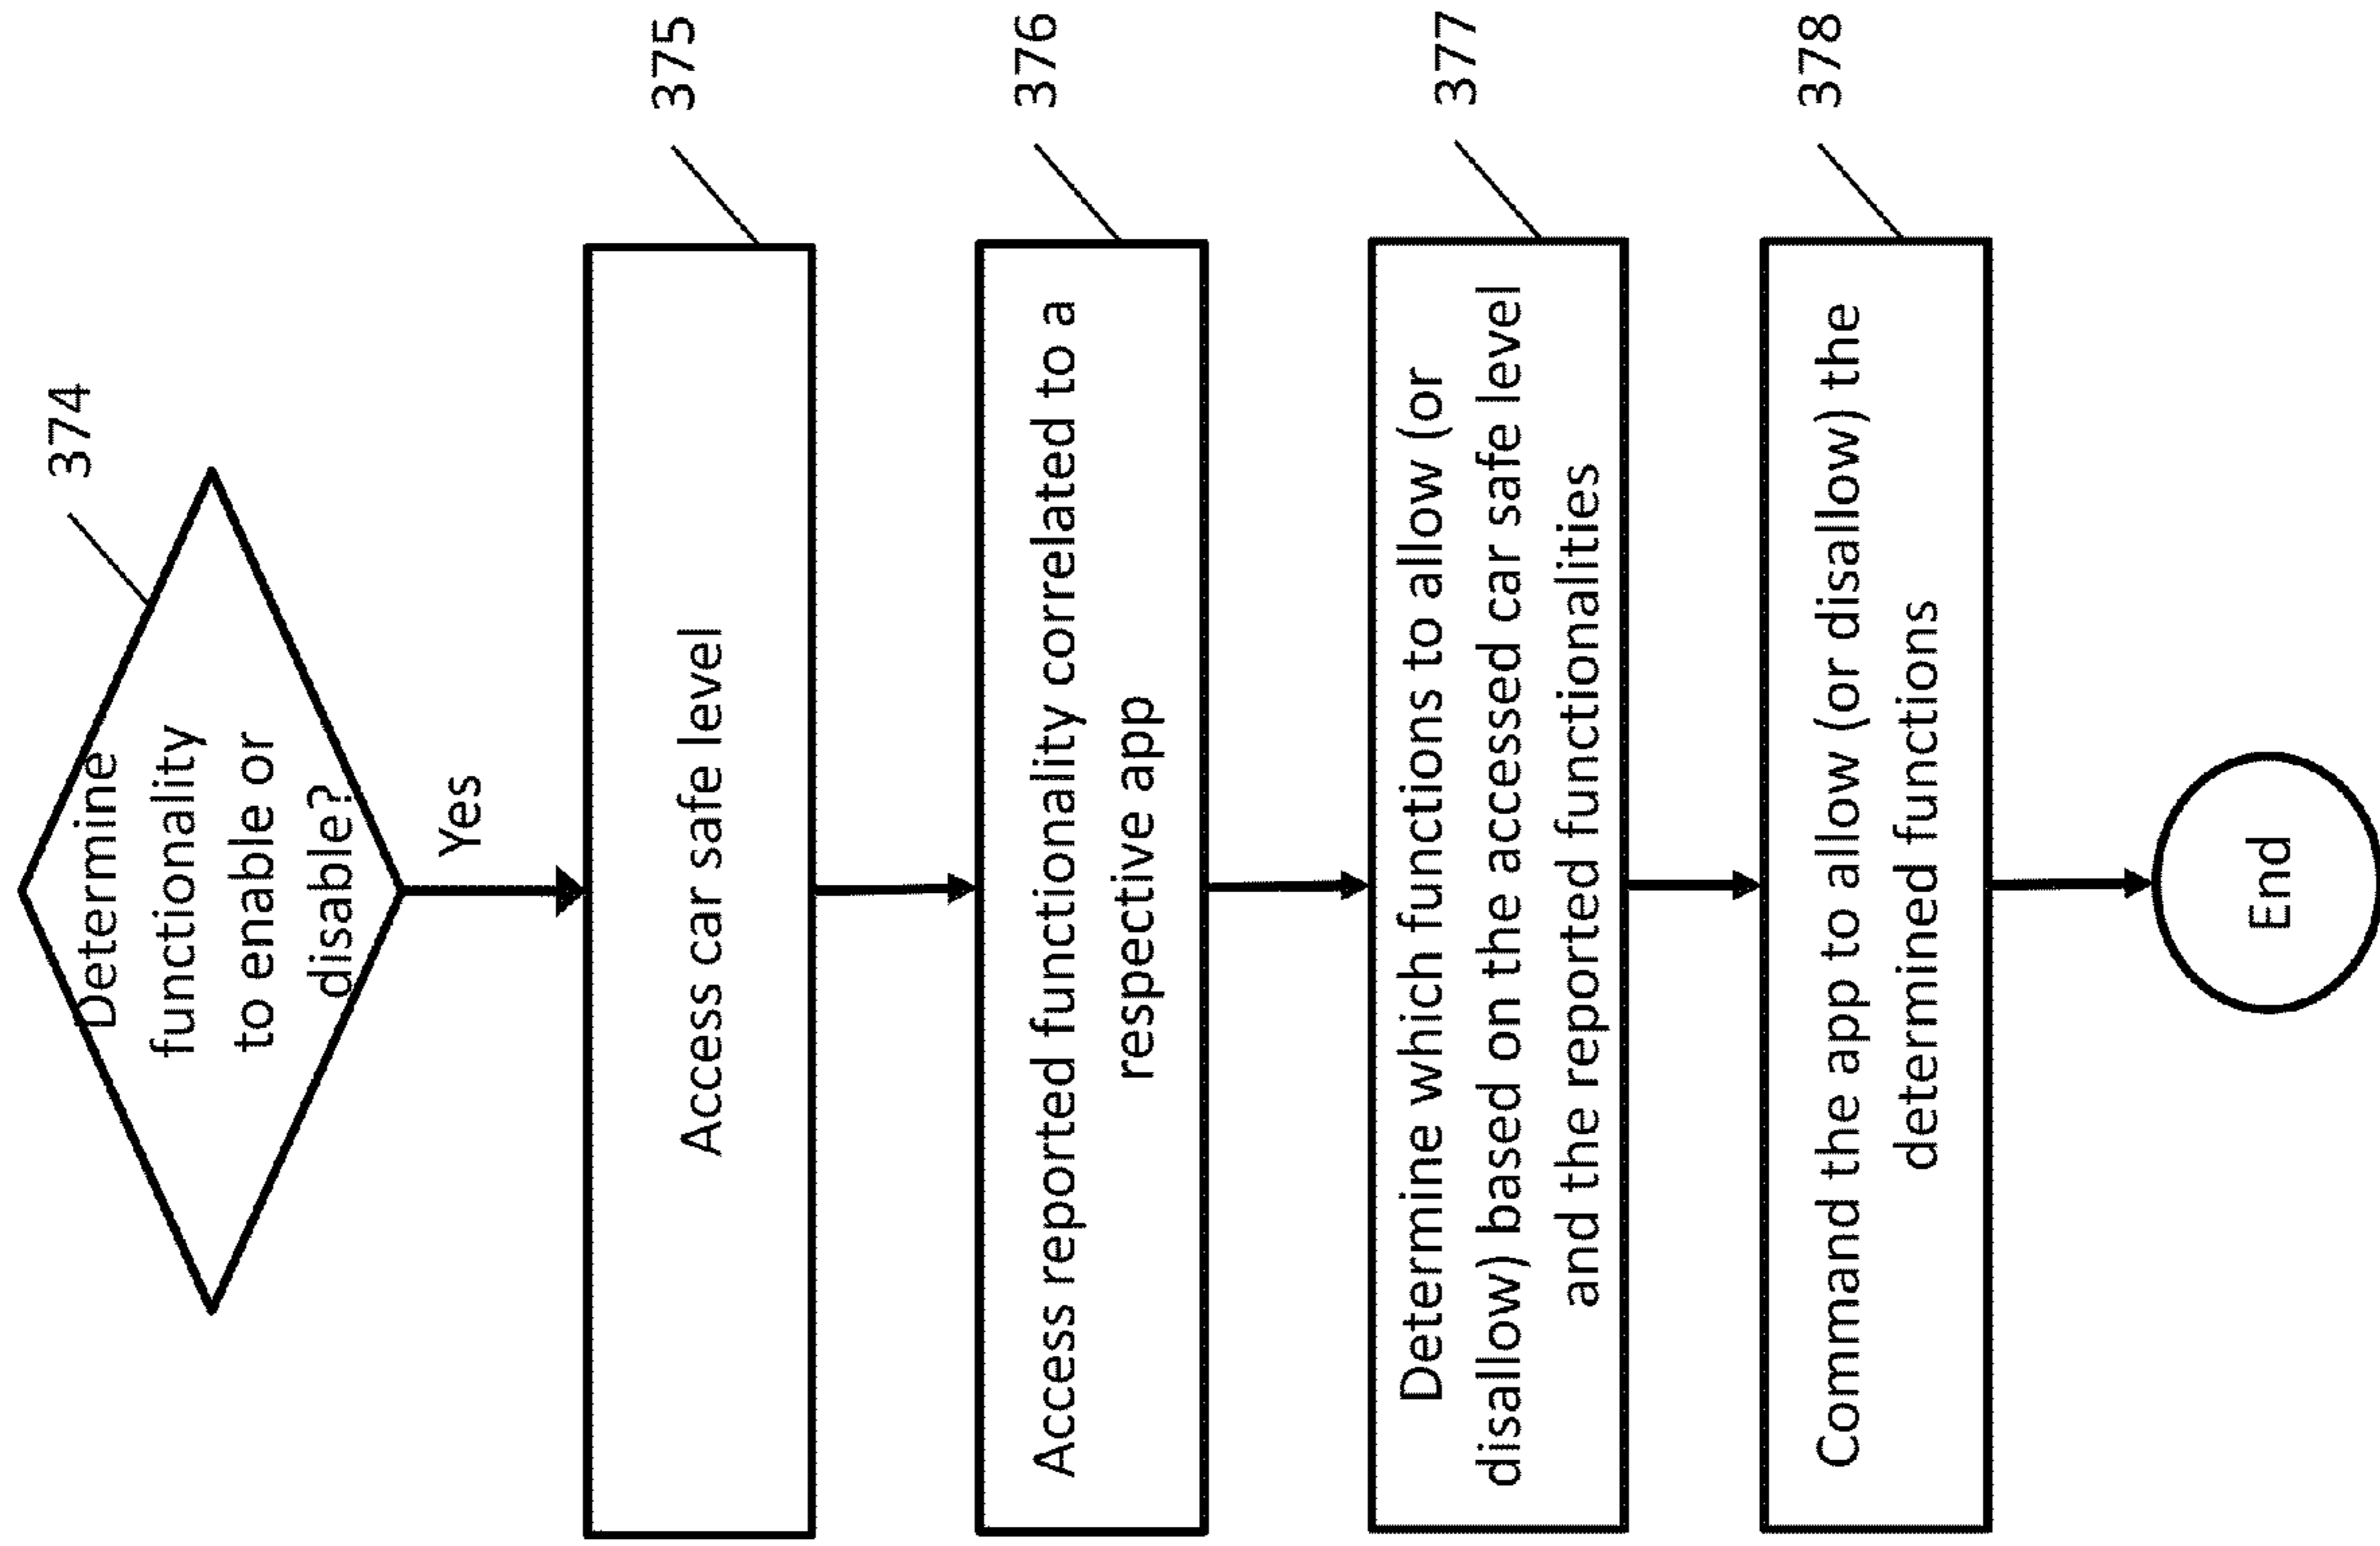 374
Determine
functionality
to enable or
disable?
Yes
375
Access car safe level
376
Access reported functionality correlated to a
respective app
377
Determine which functions to allow (or
disallow) based on the accessed car safe level
and the reported functionalities
378
Command the app to allow (or disallow) the
determined functions
End